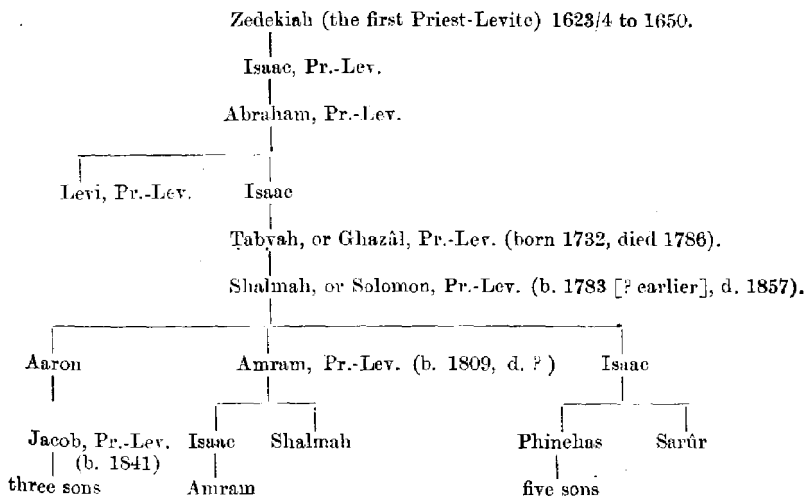 Zedekiah (the first Priest-Levite) 1623/4 to 1650.
Isaac, Pr.-Lev.
Abraham, Pr.-Lev.
Levi, Pr.-Lev. Isaac
Ṭabyah, or Ghazâl, Pr.-Lev. (born 1732, died 1786).
Shalmah, or Solomon, Pr.-Lev. (b. 1783 [? earlier], d. 1857).
Aaron Amram, Pr.-Lev. (b. 1809, d. ?) Isaac
Jacob, Pr.-Lev. Isaac Shalmah Phinehas Sarûr
(b. 1841)
three sons Amram five sons